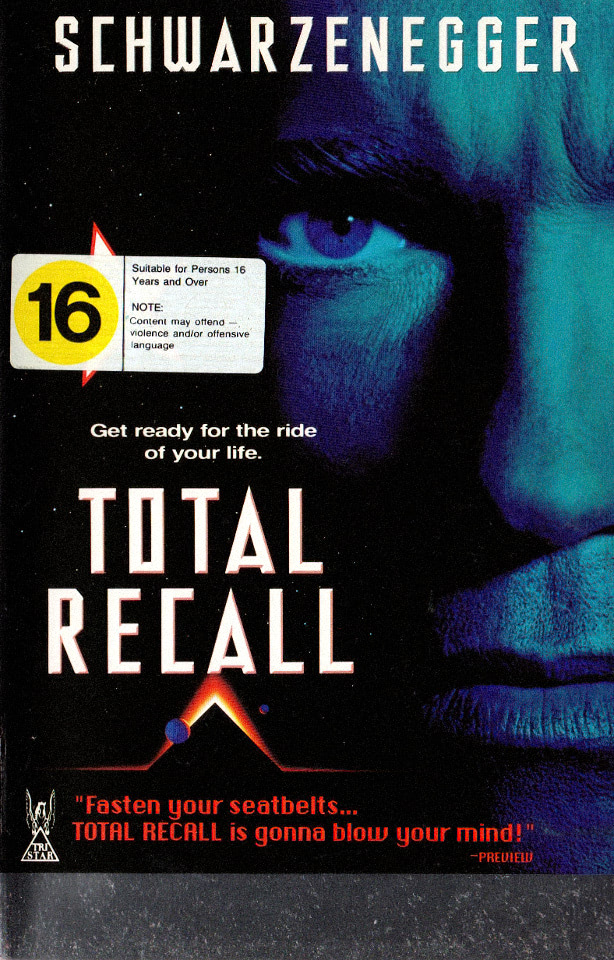 SCHWARZENEGGER
16
Suitable for Persons 16
Years and Over
NOTE:
Content may offend —
violence and/or offensive
language
Get ready for the ride
of your life.
TOTAL
RECALL
"Fasten your seatbelts...
TOTAL RECALL is gonna blow your mind!"
–PREVIEW
TRI
STAR